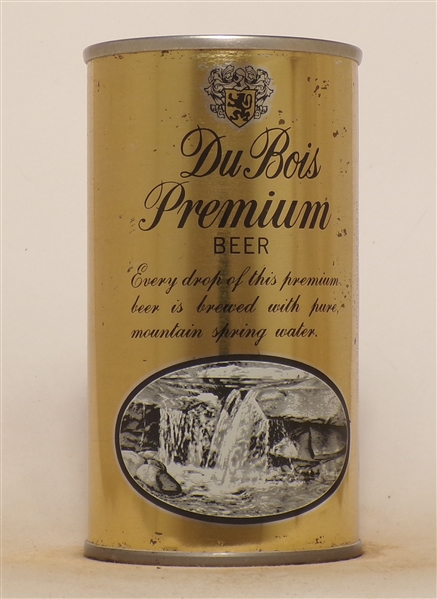 Du Bois
Premium
BEER
Every drop of this premium
beer is brewed with pure,
mountain spring water.